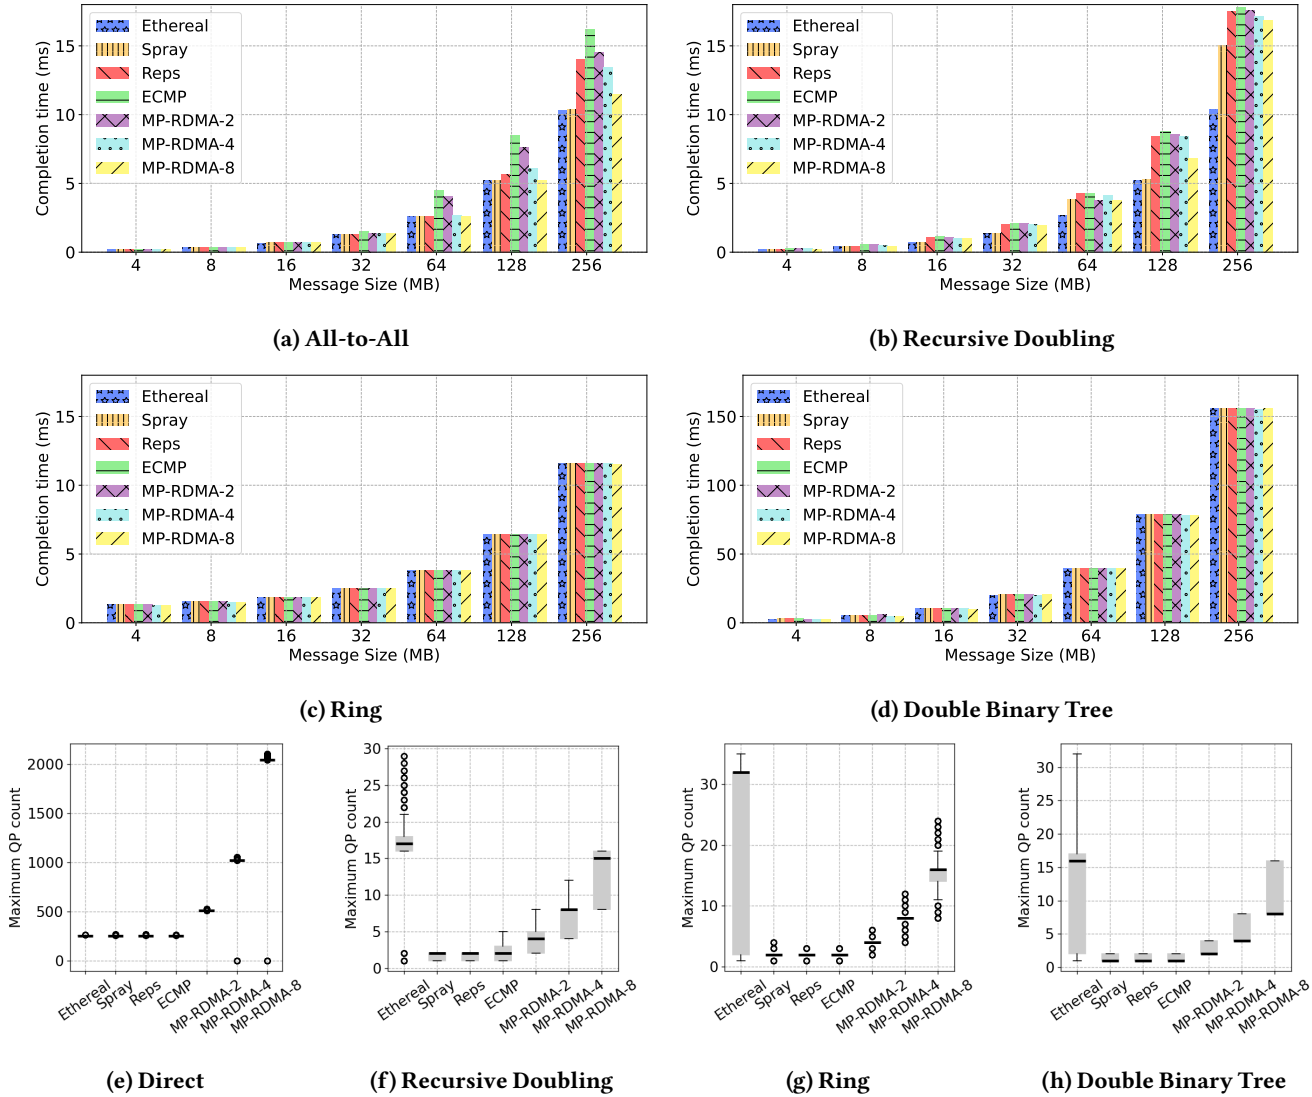 Completion time (ms)
15
10
5
0
Ethereal
Spray
Reps
ECMP
MP-RDMA-2
MP-RDMA-4
MP-RDMA-8
4 8 16 32 64 128 256
Message Size (MB)
(a) All-to-All
Completion time (ms)
15
10
5
0
Ethereal
Spray
Reps
ECMP
MP-RDMA-2
MP-RDMA-4
MP-RDMA-8
4 8 16 32 64 128 256
Message Size (MB)
(b) Recursive Doubling
Completion time (ms)
15
10
5
0
Ethereal
Spray
Reps
ECMP
MP-RDMA-2
MP-RDMA-4
MP-RDMA-8
4 8 16 32 64 128 256
Message Size (MB)
(c) Ring
Completion time (ms)
150
100
50
0
Ethereal
Spray
Reps
ECMP
MP-RDMA-2
MP-RDMA-4
MP-RDMA-8
4 8 16 32 64 128 256
Message Size (MB)
(d) Double Binary Tree
Maximum QP count
2000
1500
1000
500
0
Ethereal
Spray
Reps
ECMP
MP-RDMA-2
MP-RDMA-4
MP-RDMA-8
(e) Direct
Maximum QP count
30
25
20
15
10
5
0
Ethereal
Spray
Reps
ECMP
MP-RDMA-2
MP-RDMA-4
MP-RDMA-8
(f) Recursive Doubling
Maximum QP count
30
20
10
0
Ethereal
Spray
Reps
ECMP
MP-RDMA-2
MP-RDMA-4
MP-RDMA-8
(g) Ring
Maximum QP count
30
25
20
15
10
5
0
Ethereal
Spray
Reps
ECMP
MP-RDMA-2
MP-RDMA-4
MP-RDMA-8
(h) Double Binary Tree